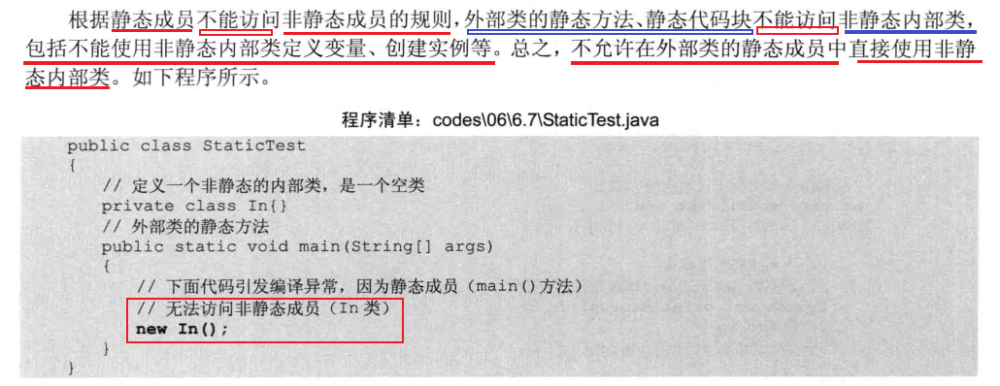 根据静态成员不能访问非静态成员的规则，外部类的静态方法、静态代码块不能访问非静态内部类，
包括不能使用非静态内部类定义变量、创建实例等。总之，不允许在外部类的静态成员中直接使用非静
态内部类。如下程序所示。
程序清单：codes\06\6.7\StaticTest.java
public class StaticTest
{
// 定义一个非静态的内部类，是一个空类
private class In{}
// 外部类的静态方法
public static void main(String[] args)
{
// 下面代码引发编译异常，因为静态成员（main()方法）
// 无法访问非静态成员（In 类）
new In();
}
}